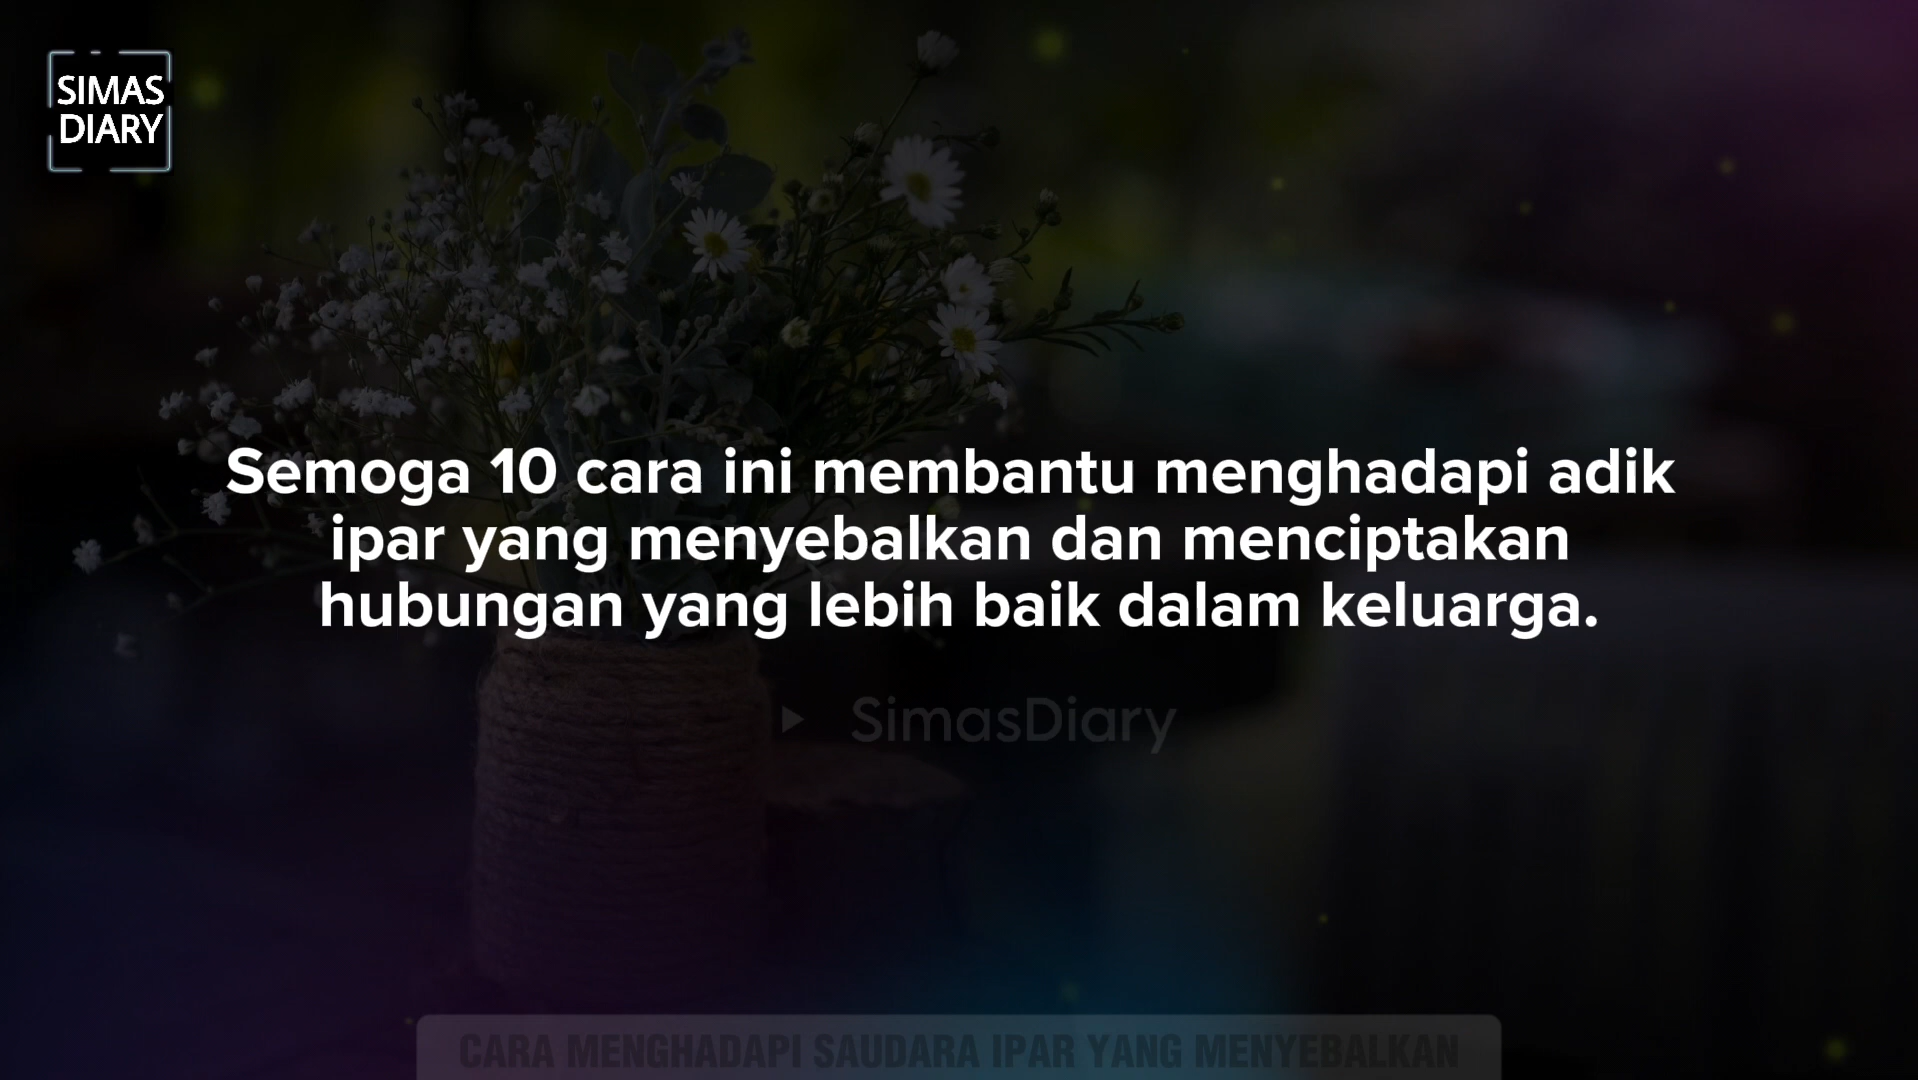 SIMAS
DIARY
Semoga 10 cara ini membantu menghadapi adik
ipar yang menyebalkan dan menciptakan
hubungan yang lebih baik dalam keluarga.
SimasDiary
CARA MENGHADAPI SAUDARA IPAR YANG MENYEBALKAN